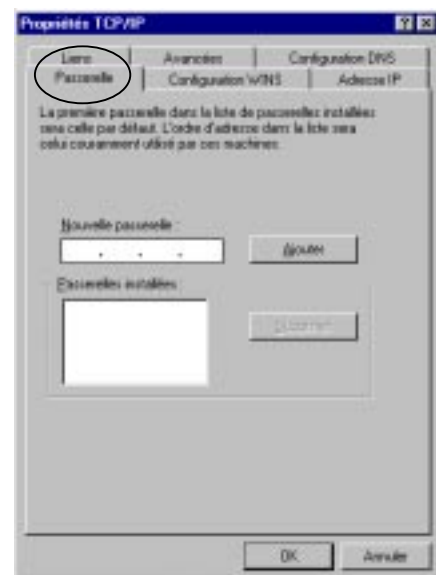 Propriétés TCP/IP
Liens Avancées Configuration DNS
Passerelle Configuration WINS Adresse IP
La première passerelle dans la liste de passerelles installées
sera celle par défaut. L'ordre d'adresse dans la liste sera
celui couramment utilisé par ces machines.
Nouvelle passerelle :
. . .
Ajouter
Passerelles installées :
Supprimer
OK Annuler